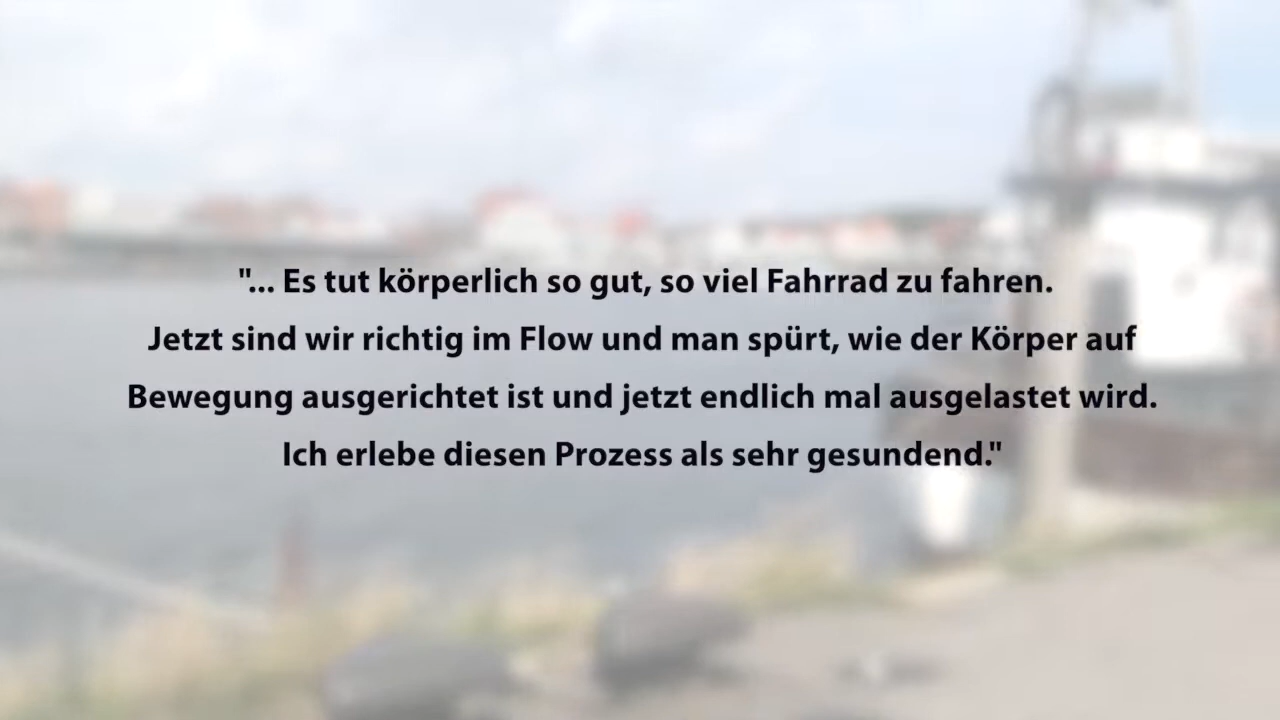 "... Es tut körperlich so gut, so viel Fahrrad zu fahren.
Jetzt sind wir richtig im Flow und man spürt, wie der Körper auf
Bewegung ausgerichtet ist und jetzt endlich mal ausgelastet wird.
Ich erlebe diesen Prozess als sehr gesundend."